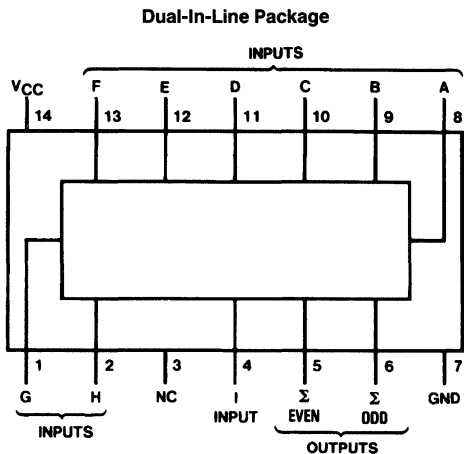 Dual-In-Line Package
INPUTS
VCC F E D C B A
14 13 12 11 10 9 8
1 2 3 4 5 6 7
G H NC I Σ Σ GND
INPUT EVEN ODD
INPUTS OUTPUTS